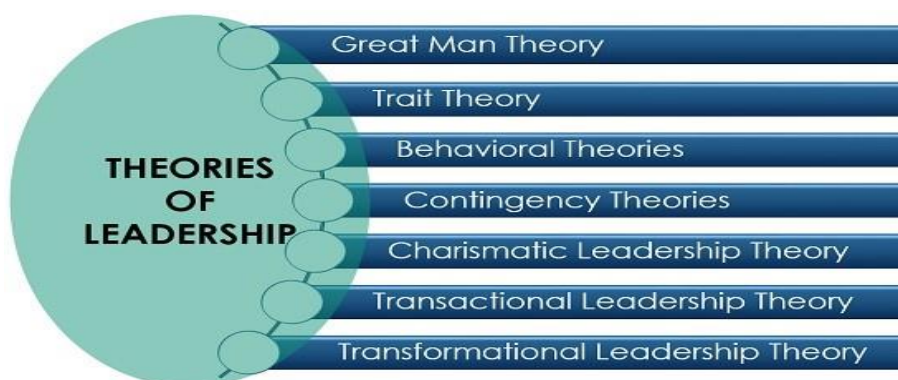 Great Man Theory
Trait Theory
Behavioral Theories
THEORIES
OF
LEADERSHIP
Contingency Theories
Charismatic Leadership Theory
Transactional Leadership Theory
Transformational Leadership Theory